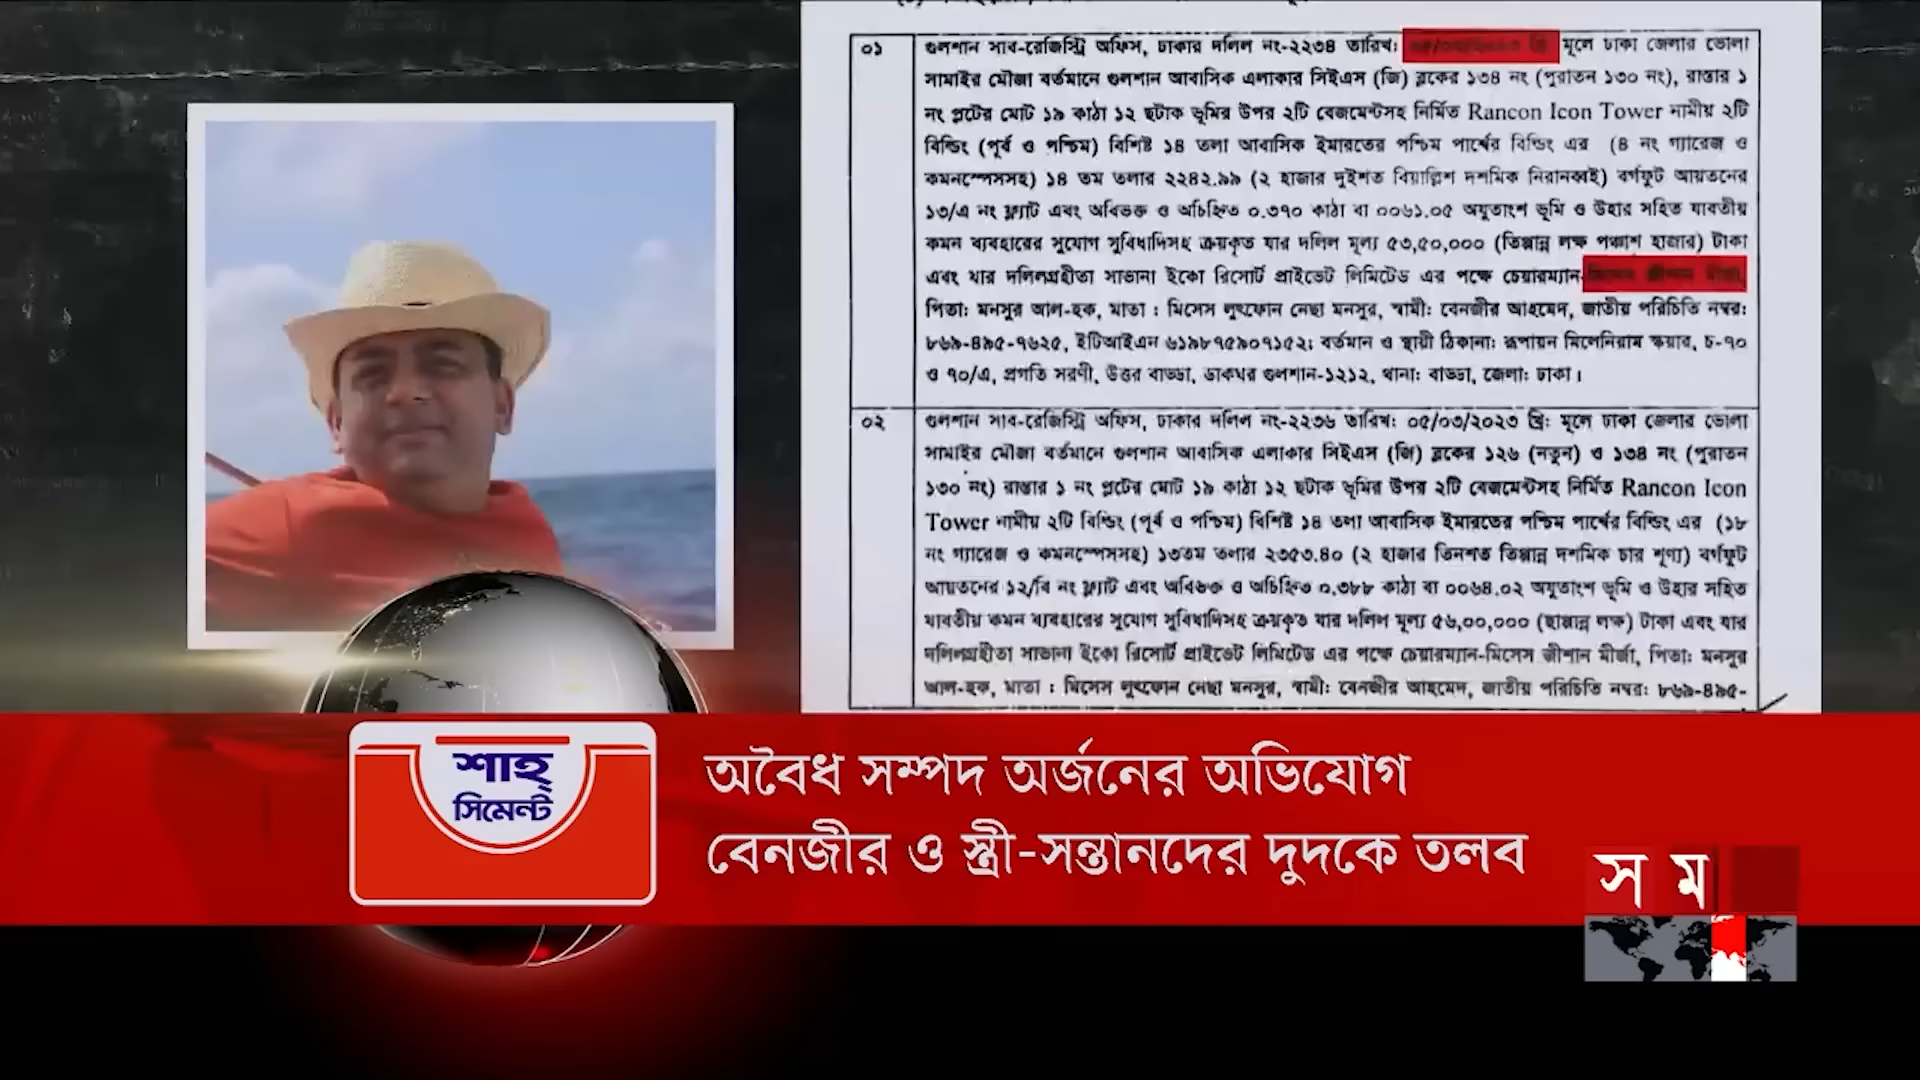 ০১
গুলশান সাব-রেজিস্ট্রি অফিস, ঢাকার দলিল নং-২২৩৪ তারিখ: মূলে ঢাকা জেলার ভোলা
সামাইর মৌজা বর্তমানে গুলশান আবাসিক এলাকার সিইএস (জি) ব্লকের ১৩৪ নং (পুরাতন ১৩০ নং), রাস্তার ১
নং প্লটের মোট ১৯ কাঠা ১২ ছটাক ভূমির উপর ২টি বেজমেন্টসহ নির্মিত Rancon Icon Tower নামীয় ২টি
বিল্ডিং (পূর্ব ও পশ্চিম) বিশিষ্ট ১৪ তলা আবাসিক ইমারতের পশ্চিম পার্শ্বের বিল্ডিং এর (৪ নং গ্যারেজ ও
কমনস্পেসসহ) ১৪ তম তলার ২২৪২.৯৯ (২ হাজার দুইশত বিয়াল্লিশ দশমিক নিরানব্বই) বর্গফুট আয়তনের
১৩/এ নং ফ্ল্যাট এবং অবিভক্ত ও অচিহ্নিত ০.৩৭০ কাঠা বা ০০৬১.০৫ অযুতাংশ ভূমি ও উহার সহিত যাবতীয়
কমন ব্যবহারের সুযোগ সুবিধাদিসহ ক্রয়কৃত যার দলিল মূল্য ৫৩,৫০,০০০ (তিপ্পান্ন লক্ষ পঞ্চাশ হাজার) টাকা
এবং যার দলিলগ্রহীতা সাভানা ইকো রিসোর্ট প্রাইভেট লিমিটেড এর পক্ষে চেয়ারম্যান-মিসেস জীশান মীর্জা,
পিতা: মনসুর আল-হক, মাতা : মিসেস লুৎফোন নেছা মনসুর, স্বামী: বেনজীর আহমেদ, জাতীয় পরিচিতি নম্বর:
৮৬৯-৪৯৫-৭৬২৫, ইটিআইএন ৬১৯৮৭৫৯০৭১৫২; বর্তমান ও স্থায়ী ঠিকানা: রূপায়ন মিলেনিয়াম স্কয়ার, চ-৭০
ও ৭০/এ, প্রগতি সরণী, উত্তর বাড্ডা, ডাকঘর গুলশান-১২১২, থানা: বাড্ডা, জেলা: ঢাকা।
০২
গুলশান সাব-রেজিস্ট্রি অফিস, ঢাকার দলিল নং-২২৩৬ তারিখ: ০৫/০৩/২০২৩ খ্রি: মূলে ঢাকা জেলার ভোলা
সামাইর মৌজা বর্তমানে গুলশান আবাসিক এলাকার সিইএস (জি) ব্লকের ১২৬ (নতুন) ও ১৩৪ নং (পুরাতন
১৩০ নং) রাস্তার ১ নং প্লটের মোট ১৯ কাঠা ১২ ছটাক ভূমির উপর ২টি বেজমেন্টসহ নির্মিত Rancon Icon
Tower নামীয় ২টি বিল্ডিং (পূর্ব ও পশ্চিম) বিশিষ্ট ১৪ তলা আবাসিক ইমারতের পশ্চিম পার্শ্বের বিল্ডিং এর (১৮
নং গ্যারেজ ও কমনস্পেসসহ) ১৩তম তলার ২৩৫৩.৪০ (২ হাজার তিনশত তিপ্পান্ন দশমিক চার শূণ্য) বর্গফুট
আয়তনের ১২/বি নং ফ্ল্যাট এবং অবিভক্ত ও অচিহ্নিত ০.৩৮৮ কাঠা বা ০০৬৪.০২ অযুতাংশ ভূমি ও উহার সহিত
যাবতীয় কমন ব্যবহারের সুযোগ সুবিধাদিসহ ক্রয়কৃত যার দলিল মূল্য ৫৬,০০,০০০ (ছাপ্পান্ন লক্ষ) টাকা এবং যার
দলিলগ্রহীতা সাভানা ইকো রিসোর্ট প্রাইভেট লিমিটেড এর পক্ষে চেয়ারম্যান-মিসেস জীশান মীর্জা, পিতা: মনসুর
আল-হক, মাতা : মিসেস লুৎফোন নেছা মনসুর, স্বামী: বেনজীর আহমেদ, জাতীয় পরিচিতি নম্বর: ৮৬৯-৪৯৫-
শাহ্
সিমেন্ট
অবৈধ সম্পদ অর্জনের অভিযোগ
বেনজীর ও স্ত্রী-সন্তানদের দুদকে তলব
স ম